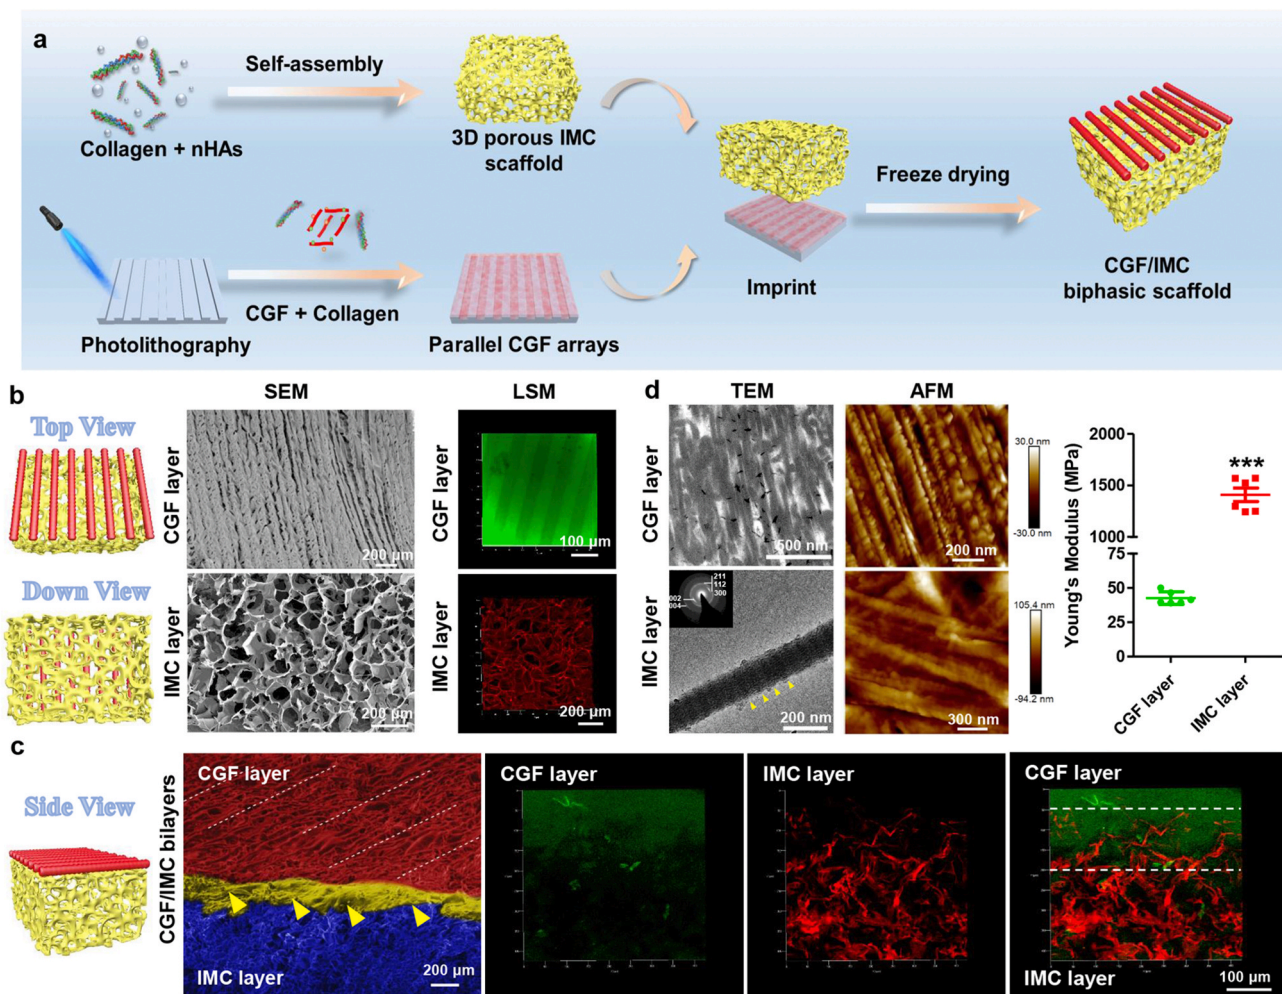 a
Self-assembly
Collagen + nHAs
3D porous IMC
scaffold
Freeze drying
CGF + Collagen
Photolithography
Parallel CGF arrays
Imprint
CGF/IMC
biphasic scaffold
b
SEM
LSM
Top View
CGF layer
200 μm
CGF layer
100 μm
Down View
IMC layer
200 μm
IMC layer
200 μm
d
TEM
AFM
CGF layer
500 nm
200 nm
30.0 nm
-30.0 nm
IMC layer
211
112
300
002
004
200 nm
300 nm
105.4 nm
-94.2 nm
Young's Modulus (MPa)
2000
1500
1000
75
50
25
0
***
CGF layer
IMC layer
c
Side View
CGF/IMC bilayers
CGF layer
IMC layer
200 μm
CGF layer
IMC layer
CGF layer
IMC layer
100 μm